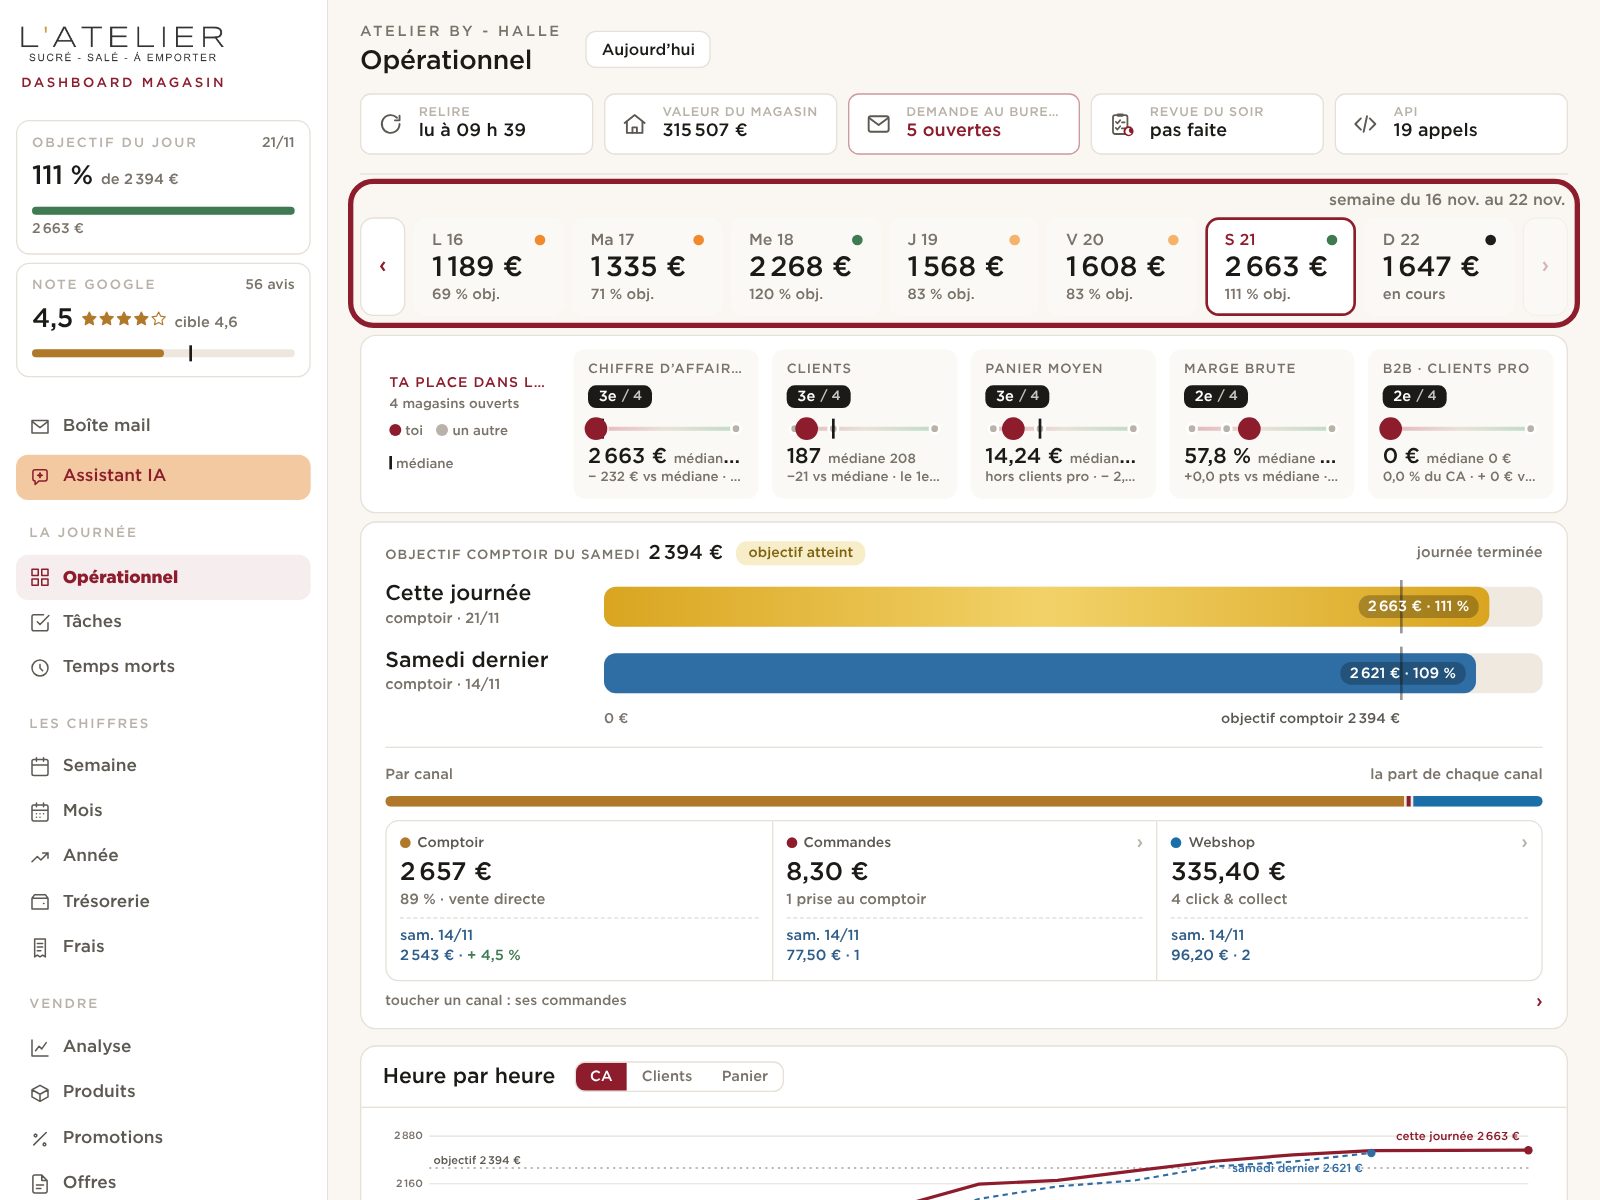 L'ATELIER
SUCRÉ - SALÉ - À EMPORTER
DASHBOARD MAGASIN
OBJECTIF DU JOUR 21/11
111 % de 2 394 €
2 663 €
NOTE GOOGLE 56 avis
4,5 cible 4,6
Boîte mail
Assistant IA
LA JOURNÉE
Opérationnel
Tâches
Temps morts
LES CHIFFRES
Semaine
Mois
Année
Trésorerie
Frais
VENDRE
Analyse
Produits
Promotions
Offres
ATELIER BY - HALLE
Opérationnel
Aujourd'hui
RELIRE
lu à 09 h 39
VALEUR DU MAGASIN
315 507 €
DEMANDE AU BURE...
5 ouvertes
REVUE DU SOIR
pas faite
API
19 appels
semaine du 16 nov. au 22 nov.
‹
L 16
1 189 €
69 % obj.
Ma 17
1 335 €
71 % obj.
Me 18
2 268 €
120 % obj.
J 19
1 568 €
83 % obj.
V 20
1 608 €
83 % obj.
S 21
2 663 €
111 % obj.
D 22
1 647 €
en cours
›
TA PLACE DANS L...
4 magasins ouverts
toi un autre
médiane
CHIFFRE D'AFFAIR...
3e / 4
2 663 € médian...
− 232 € vs médiane · ...
CLIENTS
3e / 4
187 médiane 208
−21 vs médiane · le 1e...
PANIER MOYEN
3e / 4
14,24 € médian...
hors clients pro · − 2,...
MARGE BRUTE
2e / 4
57,8 % médiane ...
+0,0 pts vs médiane ·...
B2B · CLIENTS PRO
2e / 4
0 € médiane 0 €
0,0 % du CA · + 0 € v...
OBJECTIF COMPTOIR DU SAMEDI 2 394 € objectif atteint journée terminée
Cette journée
comptoir · 21/11
2 663 € · 111 %
Samedi dernier
comptoir · 14/11
2 621 € · 109 %
0 € objectif comptoir 2 394 €
Par canal la part de chaque canal
Comptoir
2 657 €
89 % · vente directe
sam. 14/11
2 543 € · + 4,5 %
Commandes ›
8,30 €
1 prise au comptoir
sam. 14/11
77,50 € · 1
Webshop ›
335,40 €
4 click & collect
sam. 14/11
96,20 € · 2
toucher un canal : ses commandes ›
Heure par heure CA Clients Panier
2 880
cette journée 2 663 €
objectif 2 394 €
samedi dernier 2 621 €
2 160